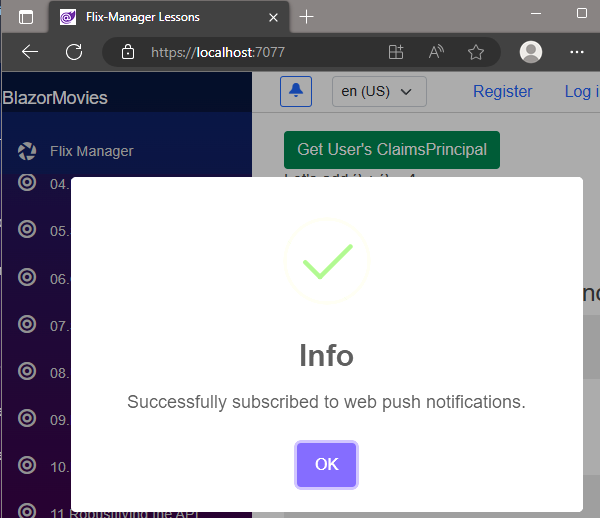 Flix-Manager Lessons
https://localhost:7077
BlazorMovies
en (US)
Register
Log i
Flix Manager
Get User's ClaimsPrincipal
04.
05.
06.
07.
08.
09.
10.
Info
Successfully subscribed to web push notifications.
OK
11 Robustifying the API